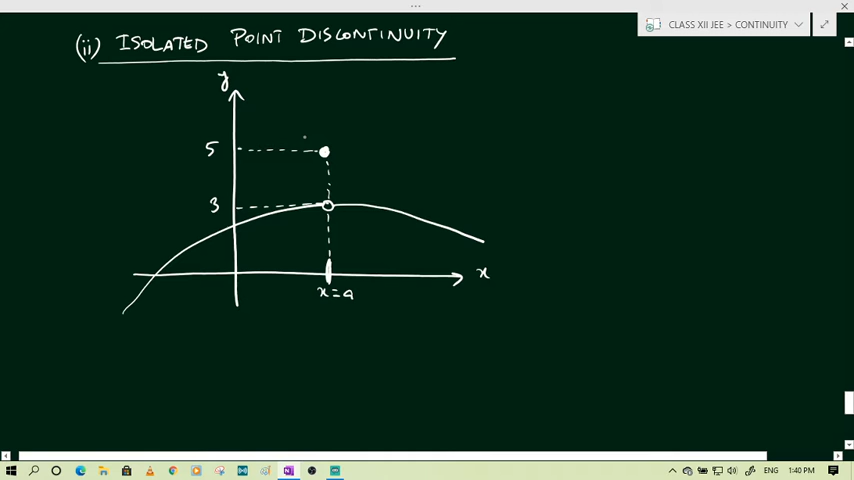 CLASS XII JEE > CONTINUITY
(ii) ISOLATED POINT DISCONTINUITY
y
5
3
x
x=a
ENG 1:40 PM